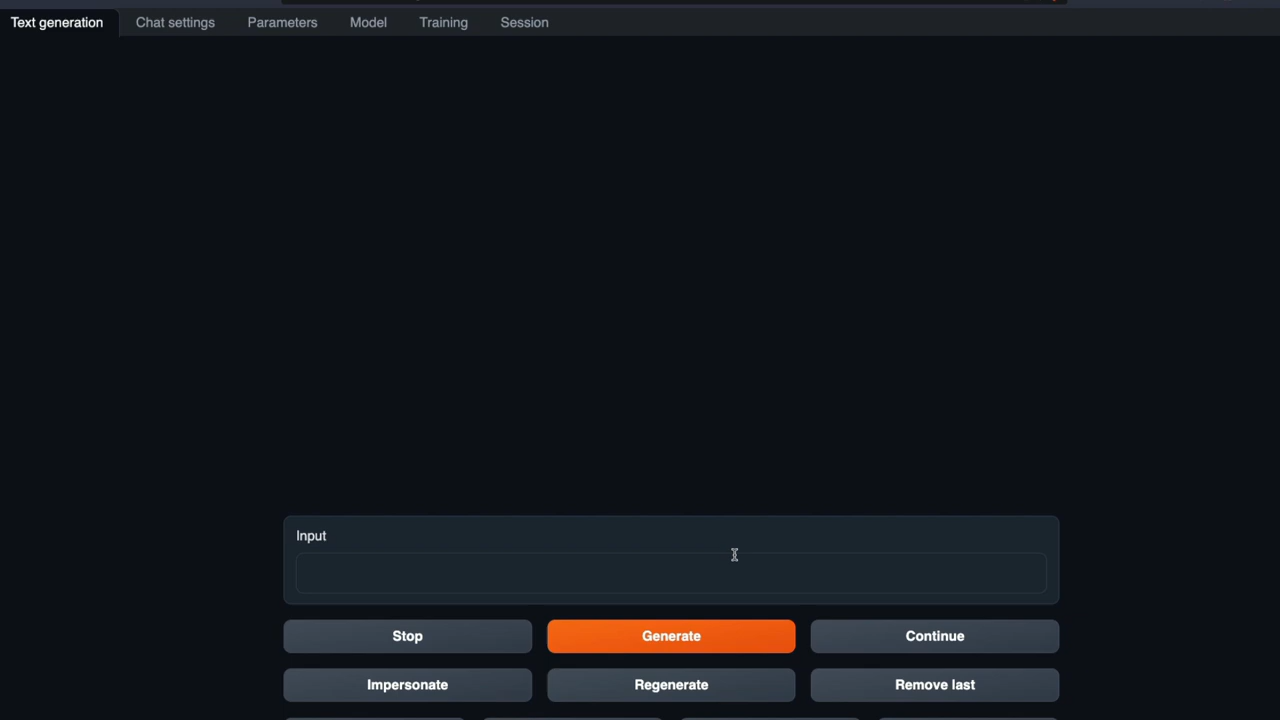 Text generation Chat settings Parameters Model Training Session
Input
Stop Generate Continue
Impersonate Regenerate Remove last